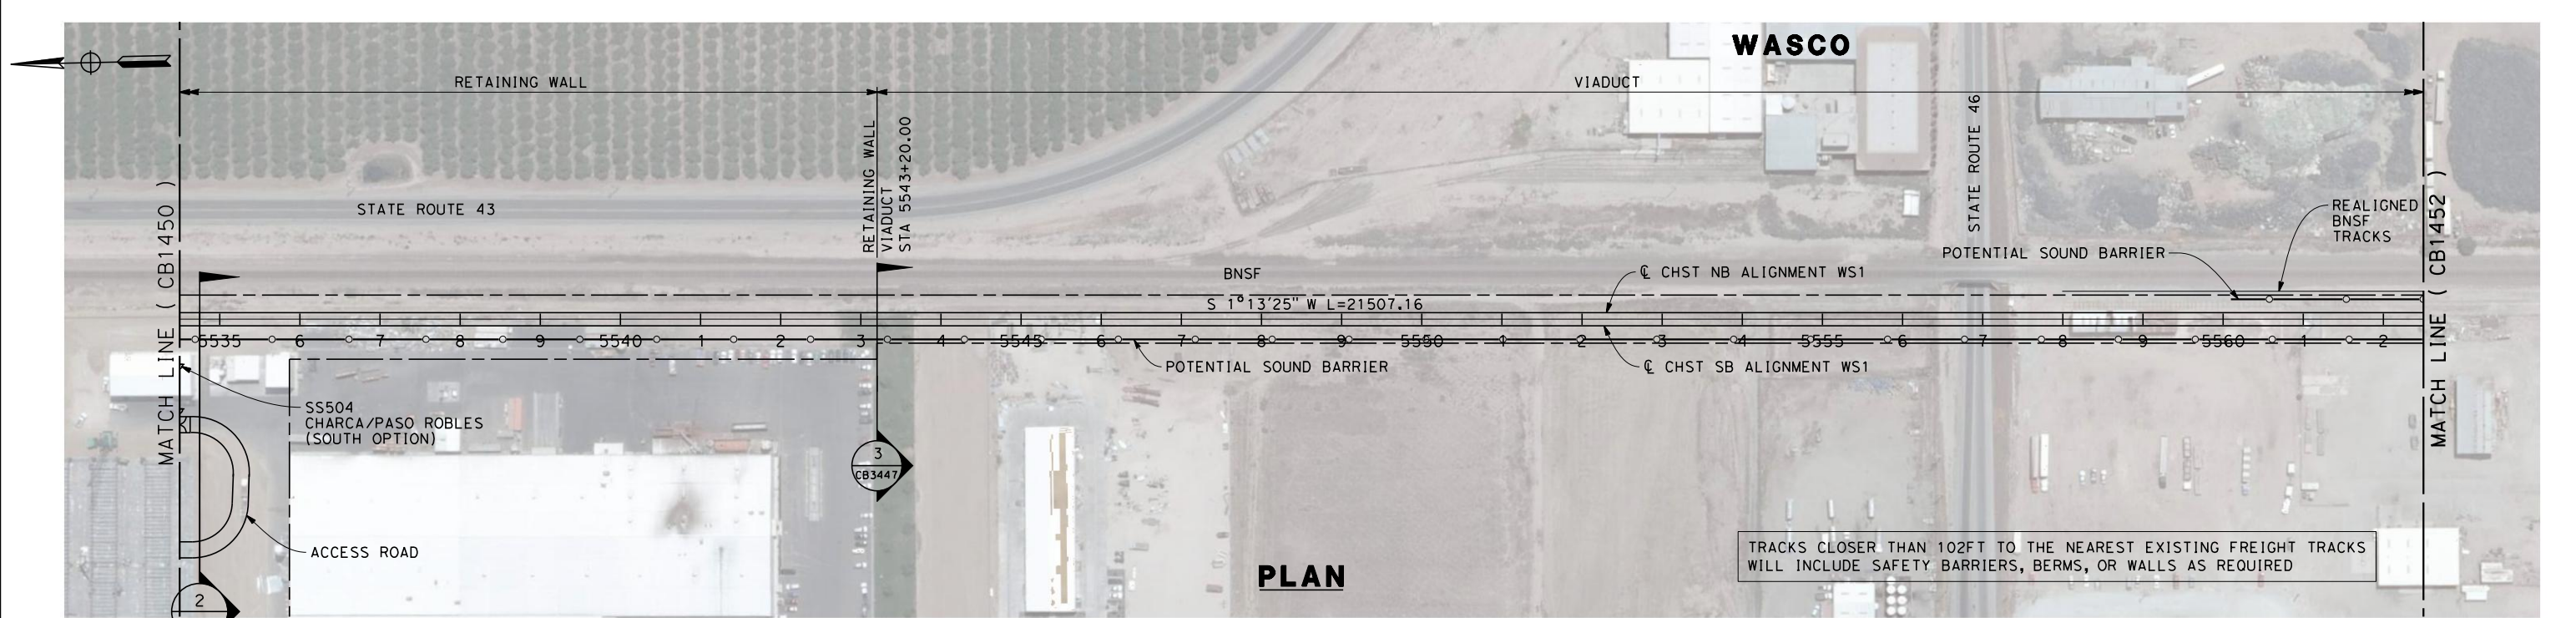 WASCO
RETAINING WALL
VIADUCT
RETAINING WALL
VIADUCT
STA 5543+20.00
STATE ROUTE 46
STATE ROUTE 43
MATCH LINE ( CB1450 )
MATCH LINE ( CB1452 )
REALIGNED
BNSF
TRACKS
POTENTIAL SOUND BARRIER
BNSF
℄ CHST NB ALIGNMENT WS1
S 1°13'25" W L=21507.16
5535 6 7 8 9 5540 1 2 3 4 5545 6 7 8 9 5550 1 2 3 4 5555 6 7 8 9 5560 1 2
POTENTIAL SOUND BARRIER
℄ CHST SB ALIGNMENT WS1
SS504
CHARCA/PASO ROBLES
(SOUTH OPTION)
3
CB3447
ACCESS ROAD
2
PLAN
TRACKS CLOSER THAN 102FT TO THE NEAREST EXISTING FREIGHT TRACKS
WILL INCLUDE SAFETY BARRIERS, BERMS, OR WALLS AS REQUIRED